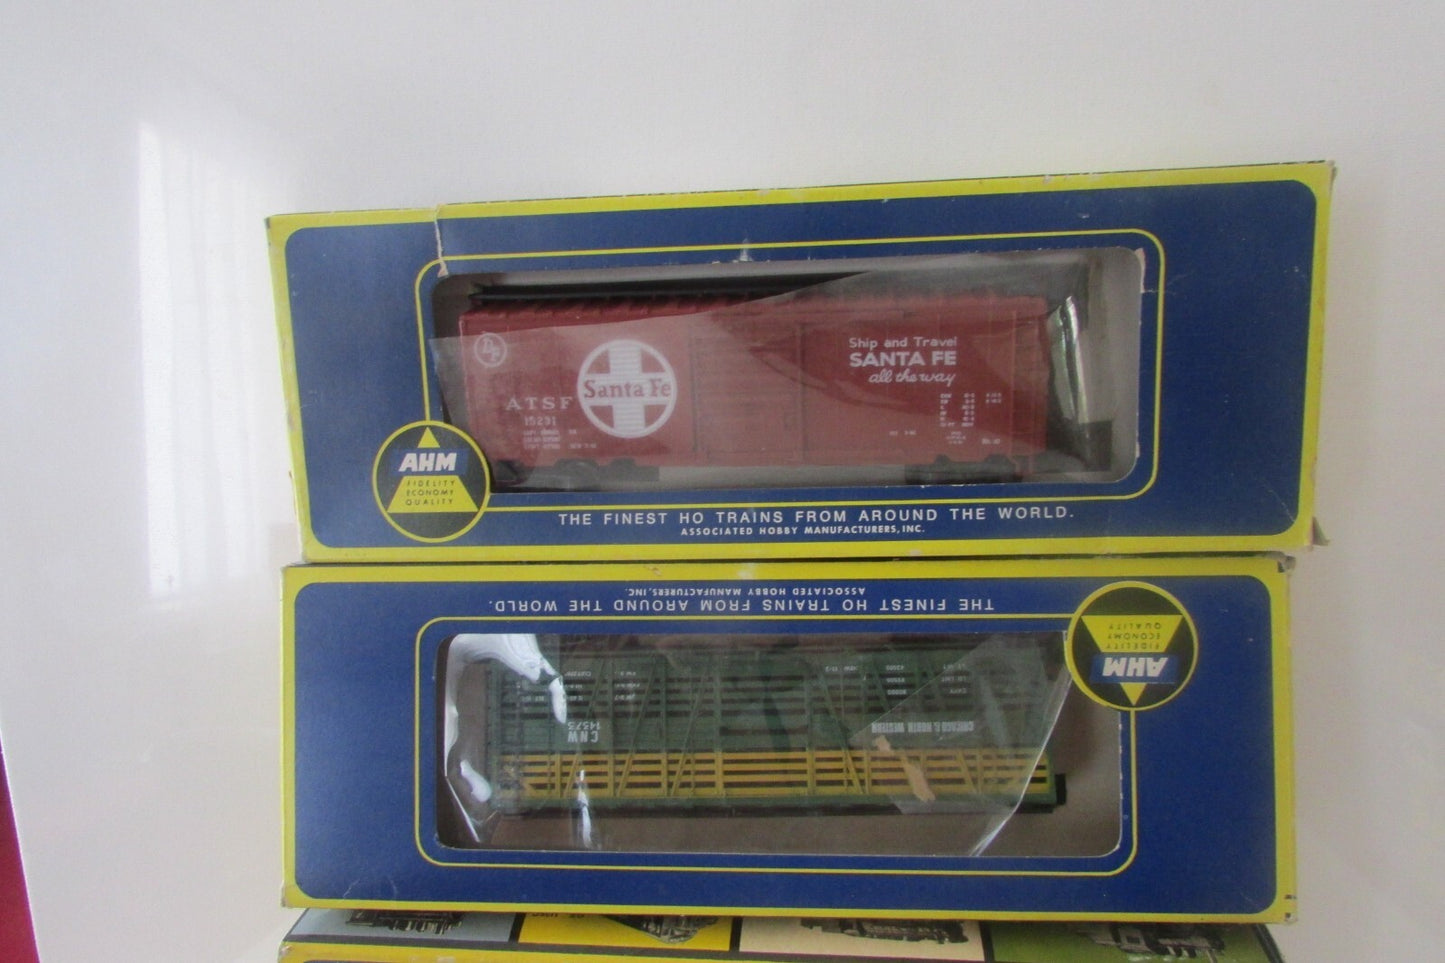 DF
Santa Fe
ATSF
Ship and Travel
SANTA FE
all the way
AHM
FIDELITY
ECONOMY
QUALITY
THE FINEST HO TRAINS FROM AROUND THE WORLD.
ASSOCIATED HOBBY MANUFACTURERS, INC.
THE FINEST HO TRAINS FROM AROUND THE WORLD.
ASSOCIATED HOBBY MANUFACTURERS, INC.
AHM
FIDELITY
ECONOMY
QUALITY
CNW
14573
CHICAGO & NORTH WESTERN